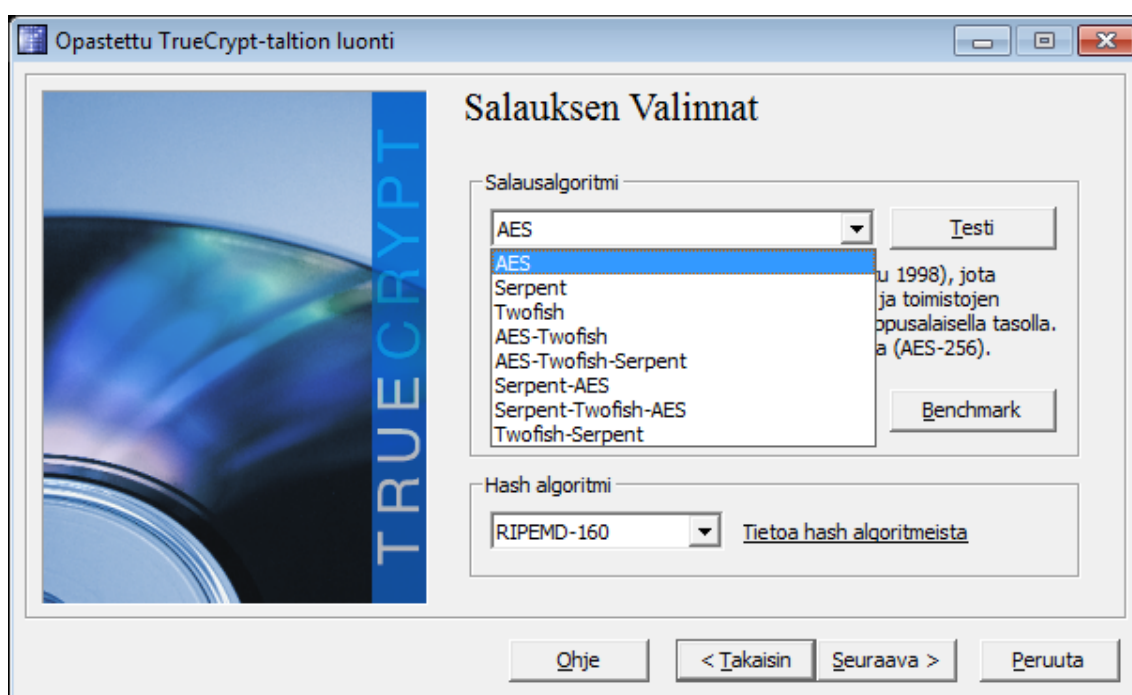 Opastettu TrueCrypt-taltion luonti
TRUECRYPT
Salauksen Valinnat
Salausalgoritmi
AES
Testi
AES
Serpent
Twofish
AES-Twofish
AES-Twofish-Serpent
Serpent-AES
Serpent-Twofish-AES
Twofish-Serpent
1998), jota
ja toimistojen
tasolla.
(AES-256).
Benchmark
Hash algoritmi
RIPEMD-160
Tietoa hash algoritmeista
Ohje
< Takaisin
Seuraava >
Peruuta